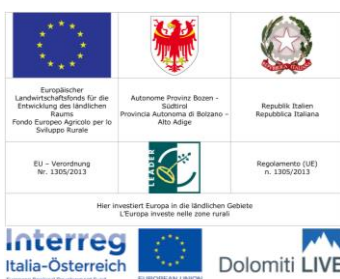 Europäischer
Landwirtschaftsfonds für die
Entwicklung des ländlichen
Raums
Fondo Europeo Agricolo per lo
Sviluppo Rurale
Autonome Provinz Bozen -
Südtirol
Provincia Autonoma di Bolzano –
Alto Adige
Republik Italien
Repubblica Italiana
EU – Verordnung
Nr. 1305/2013
LEADER
Regolamento (UE)
n. 1305/2013
Hier investiert Europa in die ländlichen Gebiete
L'Europa investe nelle zone rurali
Interreg
Italia-Österreich
EUROPEAN UNION
Dolomiti LIVE